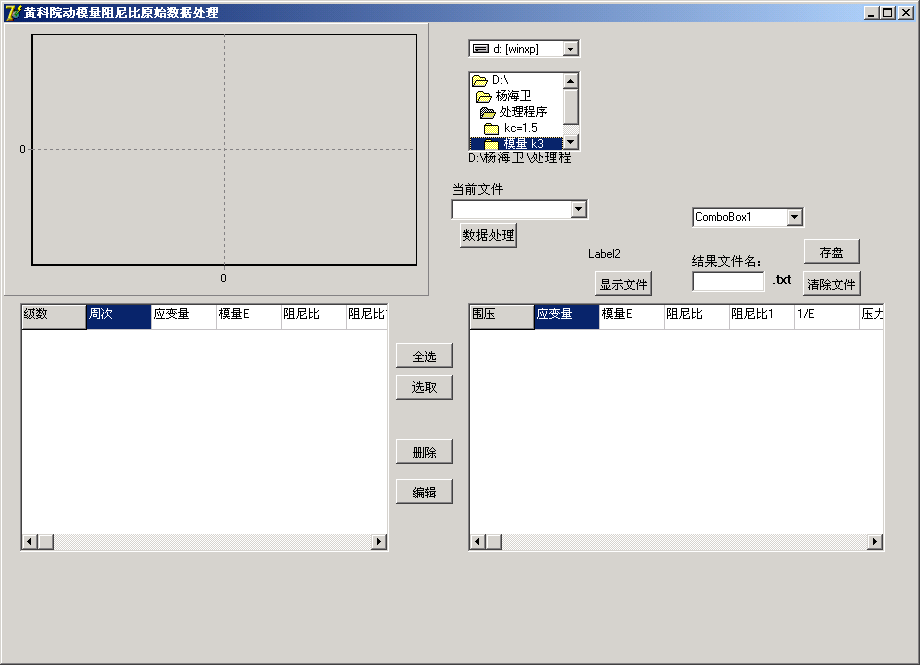 黄科院动模量阻尼比原始数据处理
0
0
d: [winxp]
D:\
杨海卫
处理程序
kc=1.5
模量 k3
D:\杨海卫\处理程
当前文件
数据处理
ComboBox1
Label2
结果文件名:
.txt
存盘
显示文件
清除文件
级数 周次 应变量 模量E 阻尼比 阻尼比
全选
选取
删除
编辑
围压 应变量 模量E 阻尼比 阻尼比1 1/E 压力